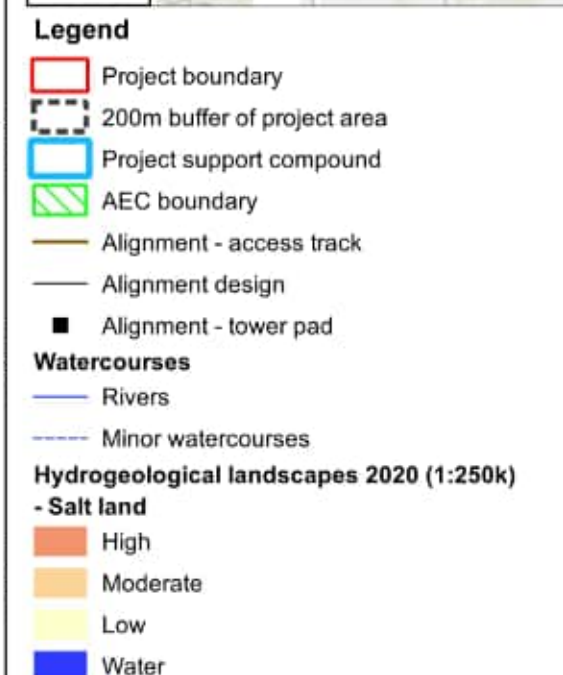 Legend
Project boundary
200m buffer of project area
Project support compound
AEC boundary
Alignment - access track
Alignment design
Alignment - tower pad
Watercourses
Rivers
Minor watercourses
Hydrogeological landscapes 2020 (1:250k)
- Salt land
High
Moderate
Low
Water